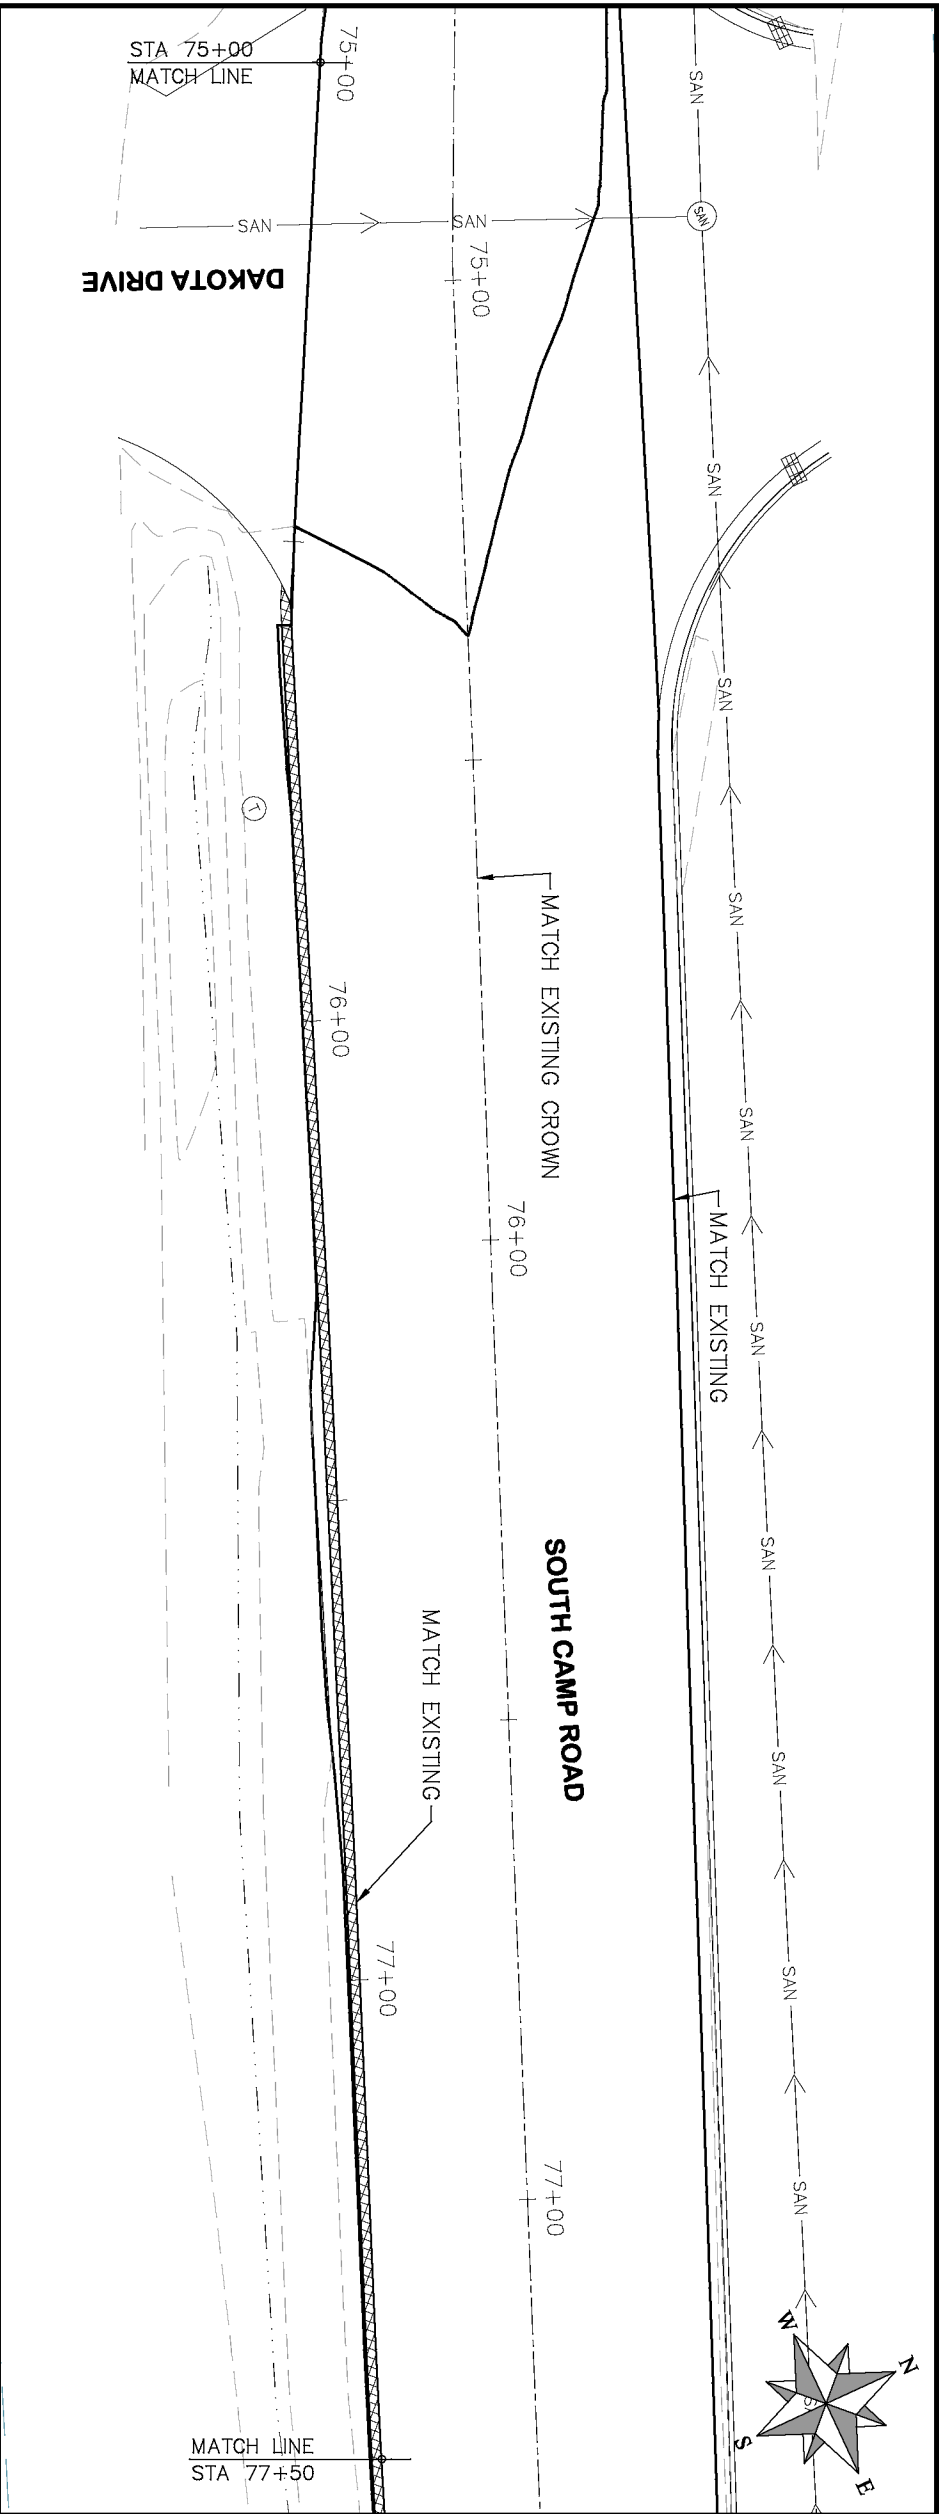 STA 75+00
MATCH LINE
75+00
SAN
SAN
SAN
SAN
75+00
DAKOTA DRIVE
SAN
SAN
T
MATCH EXISTING CROWN
SAN
76+00
SAN
76+00
MATCH EXISTING
SAN
SOUTH CAMP ROAD
SAN
MATCH EXISTING
SAN
77+00
SAN
77+00
SAN
W
N
S
E
MATCH LINE
STA 77+50